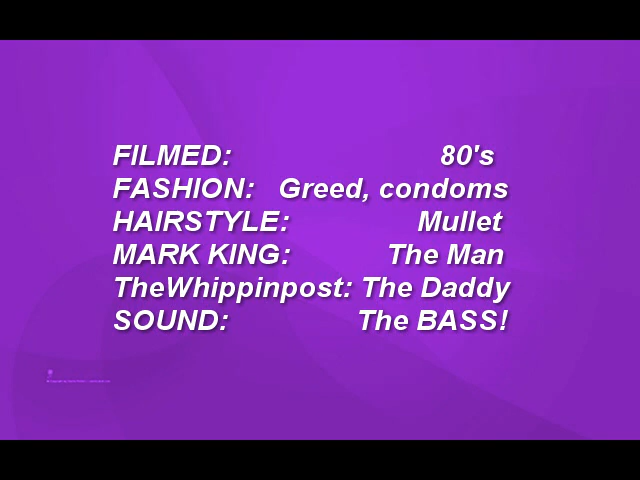 FILMED: 80's
FASHION: Greed, condoms
HAIRSTYLE: Mullet
MARK KING: The Man
TheWhippinpost: The Daddy
SOUND: The BASS!